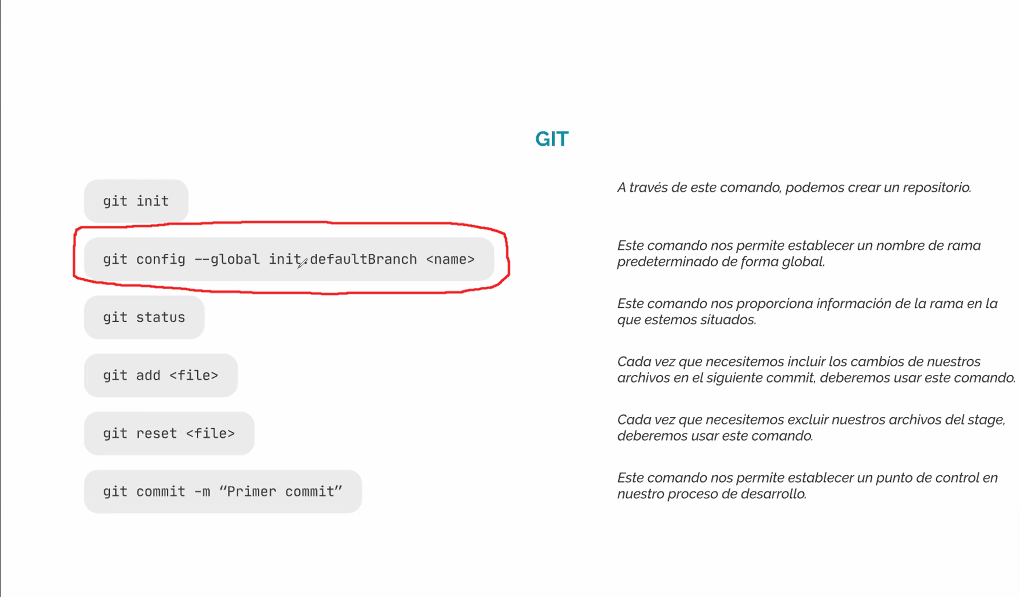 GIT
git init
A través de este comando, podemos crear un repositorio.
git config --global init.defaultBranch <name>
Este comando nos permite establecer un nombre de rama
predeterminado de forma global.
git status
Este comando nos proporciona información de la rama en la
que estemos situados.
git add <file>
Cada vez que necesitemos incluir los cambios de nuestros
archivos en el siguiente commit, deberemos usar este comando.
git reset <file>
Cada vez que necesitemos excluir nuestros archivos del stage,
deberemos usar este comando.
git commit -m “Primer commit”
Este comando nos permite establecer un punto de control en
nuestro proceso de desarrollo.